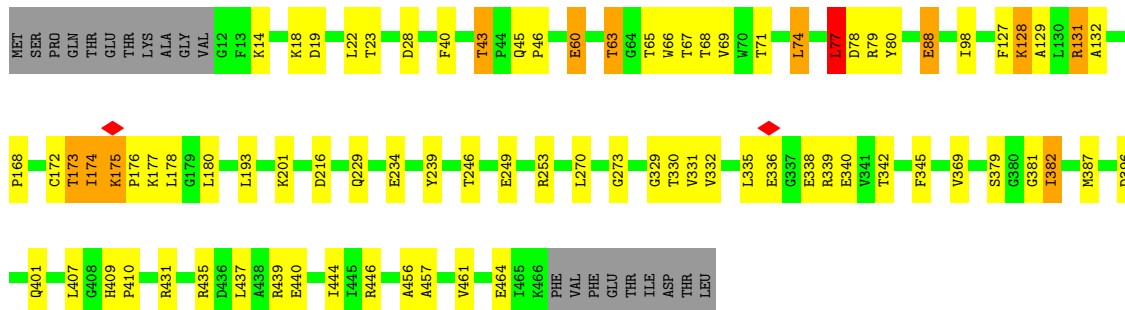 MET SER PRO GLN THR GLU THR LYS ALA GLY VAL G12 F13 K14 K18 D19 L22 T23 D28 F40 T43 P44 Q45 P46 E60 T63 G64 T65 W66 T67 T68 V69 W70 T71 L74 L77 D78 R79 Y80 E88 I98 F127 K128 A129 L130 R131 A132
P168 C172 T173 I174 K175 P176 K177 L178 G179 L180 L193 K201 D216 Q229 E234 Y239 T246 E249 R253 L270 G273 G329 T330 V331 V332 L335 E336 G337 E338 R339 E340 V341 T342 F345 V369 S379 G380 G381 I382 M387
Q401 L407 G408 H409 P410 R431 R435 D436 L437 A438 R439 E440 I444 I445 R446 A456 A457 V461 E464 I465 K466 PHE VAL PHE GLU THR ILE ASP THR LEU